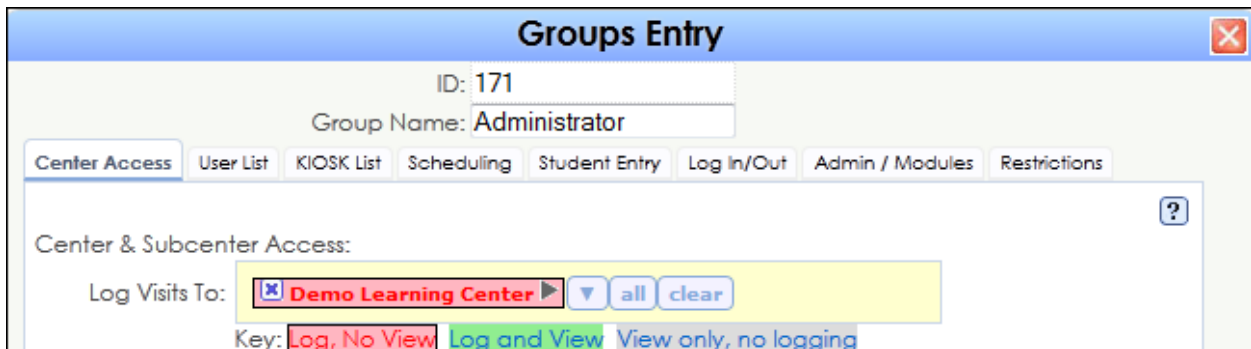 Groups Entry
ID: 171
Group Name: Administrator
Center Access User List KIOSK List Scheduling Student Entry Log In/Out Admin / Modules Restrictions
?
Center & Subcenter Access:
Log Visits To: Demo Learning Center all clear
Key: Log, No View Log and View View only, no logging